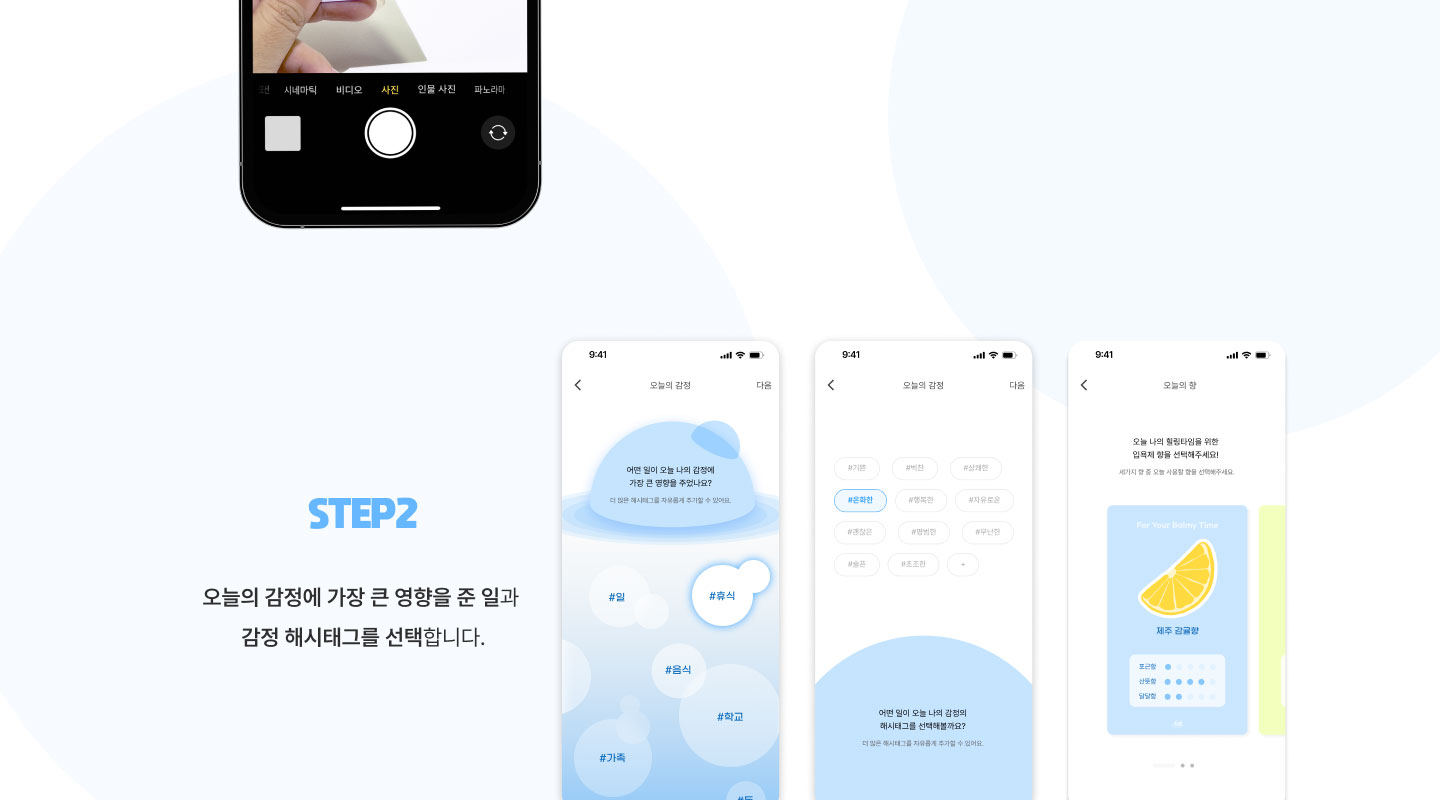 시네마틱 비디오 사진 인물 사진 파노라마
STEP2
오늘의 감정에 가장 큰 영향을 준 일과
감정 해시태그를 선택합니다.
9:41
오늘의 감정 다음
어떤 일이 오늘 나의 감정에
가장 큰 영향을 주었나요?
더 많은 해시태그를 자유롭게 추가할 수 있어요.
#일
#휴식
#음식
#학교
#가족
9:41
오늘의 감정 다음
#기쁜 #벅찬 #상쾌한
#온화한 #행복한 #자유로운
#괜찮은 #평범한 #무난한
#슬픈 #초조한 +
어떤 일이 오늘 나의 감정의
해시태그를 선택해볼까요?
더 많은 해시태그를 자유롭게 추가할 수 있어요.
9:41
오늘의 향
오늘 나의 힐링타임을 위한
입욕제 향을 선택해주세요!
세가지 향 중 오늘 사용할 향을 선택해주세요.
For Your Balmy Time
제주 감귤향
포근함
산뜻함
달달함